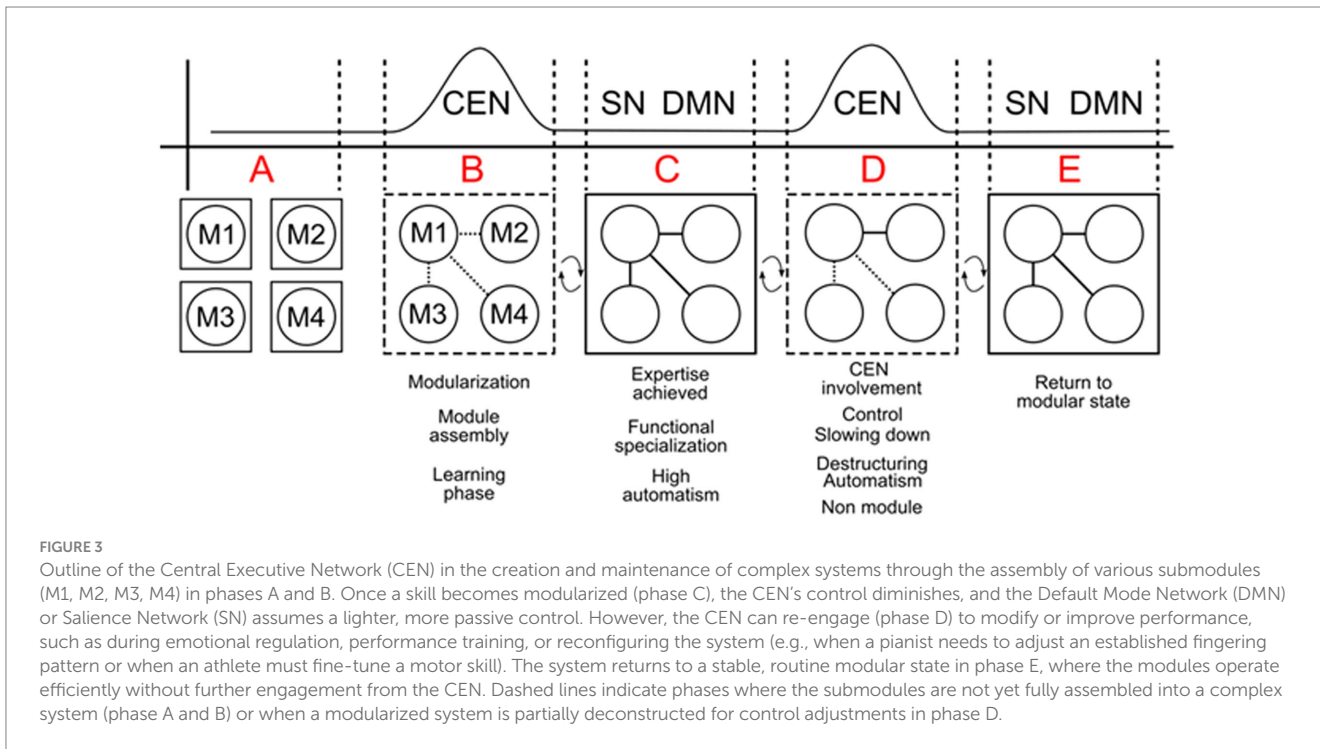 CEN
SN DMN
CEN
SN DMN
A
B
C
D
E
M1
M2
M3
M4
M1
M2
M3
M4
Modularization
Module
assembly
Learning
phase
Expertise
achieved
Functional
specialization
High
automatism
CEN
involvement
Control
Slowing down
Destructuring
Automatism
Non module
Return to
modular state
FIGURE 3
Outline of the Central Executive Network (CEN) in the creation and maintenance of complex systems through the assembly of various submodules
(M1, M2, M3, M4) in phases A and B. Once a skill becomes modularized (phase C), the CEN's control diminishes, and the Default Mode Network (DMN)
or Salience Network (SN) assumes a lighter, more passive control. However, the CEN can re-engage (phase D) to modify or improve performance,
such as during emotional regulation, performance training, or reconfiguring the system (e.g., when a pianist needs to adjust an established fingering
pattern or when an athlete must fine-tune a motor skill). The system returns to a stable, routine modular state in phase E, where the modules operate
efficiently without further engagement from the CEN. Dashed lines indicate phases where the submodules are not yet fully assembled into a complex
system (phase A and B) or when a modularized system is partially deconstructed for control adjustments in phase D.